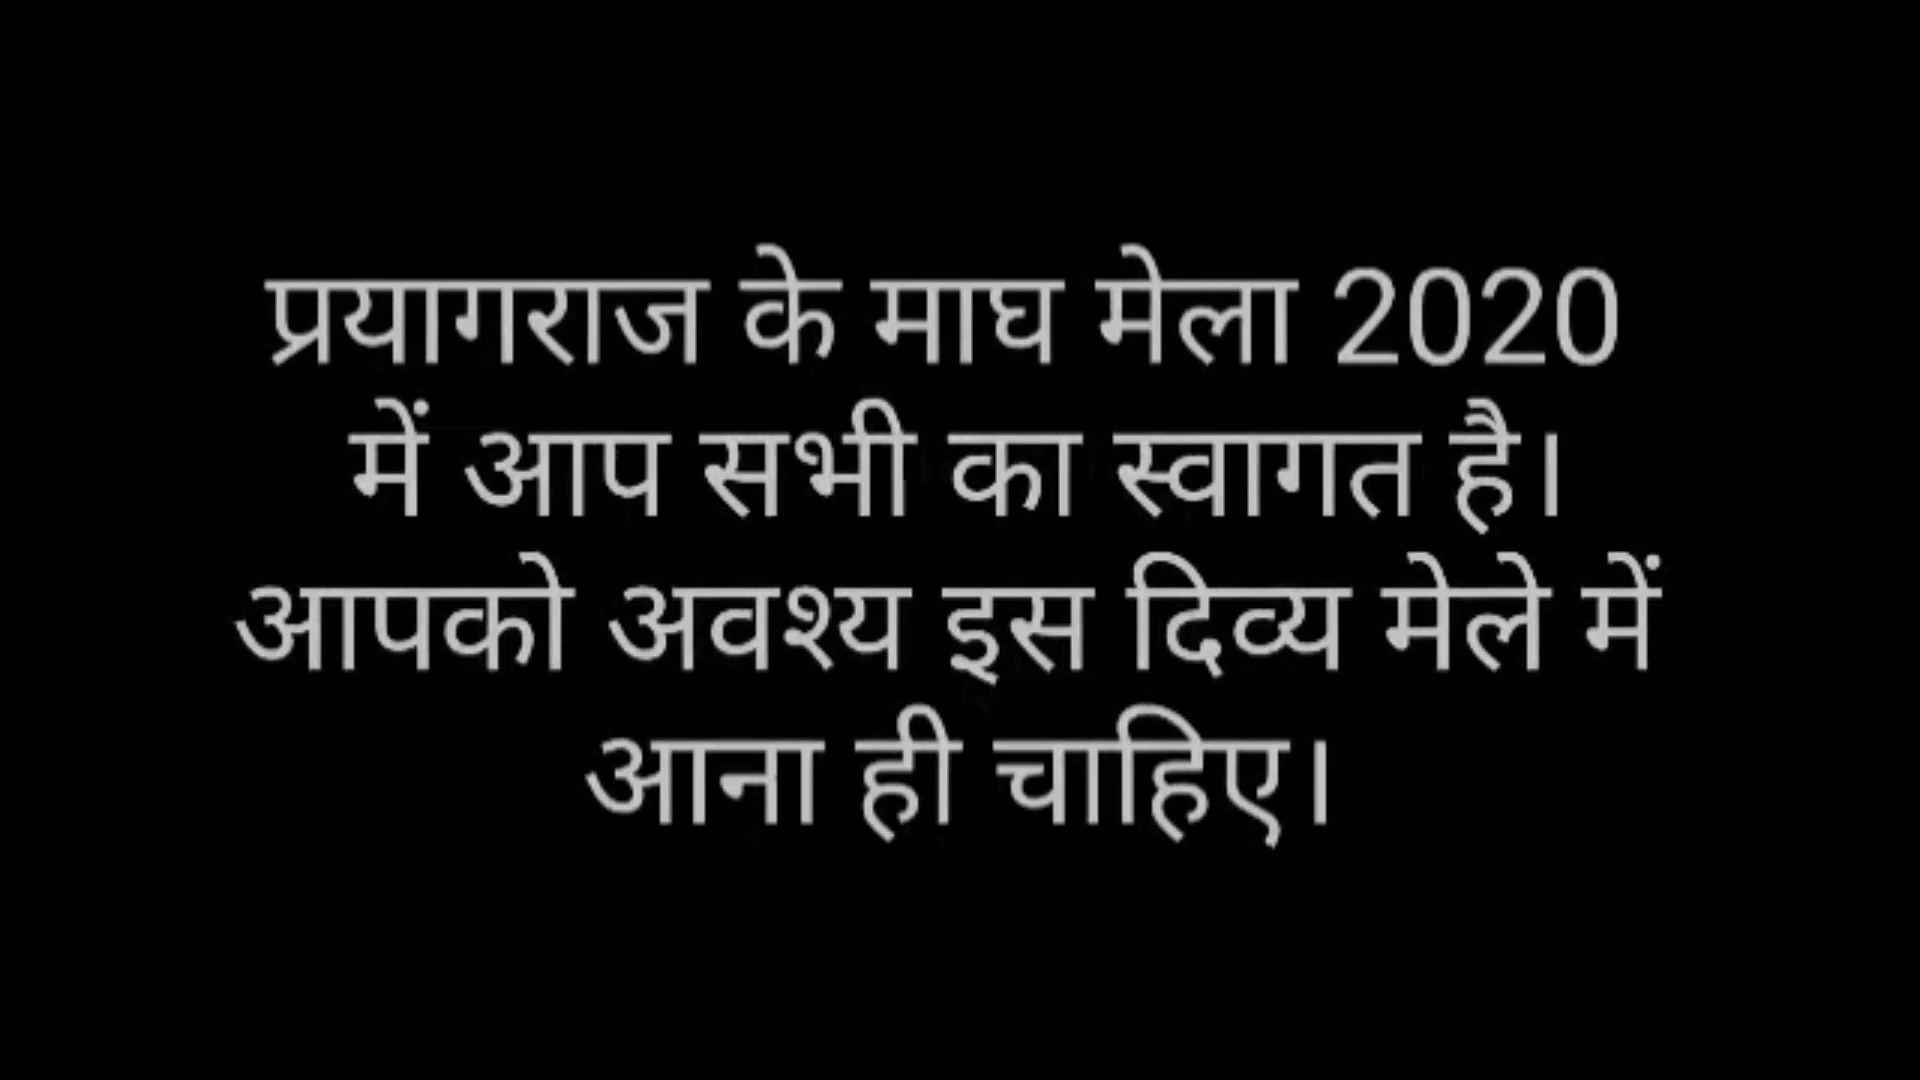 प्रयागराज के माघ मेला 2020
में आप सभी का स्वागत है।
आपको अवश्य इस दिव्य मेले में
आना ही चाहिए।